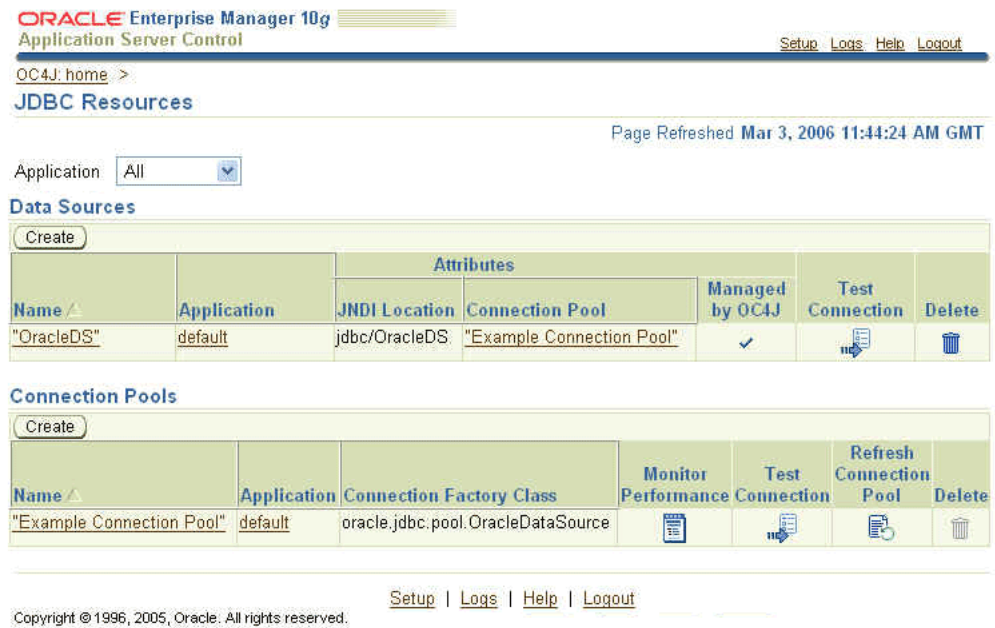 ORACLE Enterprise Manager 10g
Application Server Control
Setup Logs Help Logout
OC4J: home >
JDBC Resources
Page Refreshed Mar 3, 2006 11:44:24 AM GMT
Application All
Data Sources
Create
Attributes
Name Application JNDI Location Connection Pool Managed by OC4J Test Connection Delete
"OracleDS" default jdbc/OracleDS "Example Connection Pool"
Connection Pools
Create
Name Application Connection Factory Class Monitor Performance Test Connection Refresh Connection Pool Delete
"Example Connection Pool" default oracle.jdbc.pool.OracleDataSource
Setup | Logs | Help | Logout
Copyright © 1996, 2005, Oracle. All rights reserved.